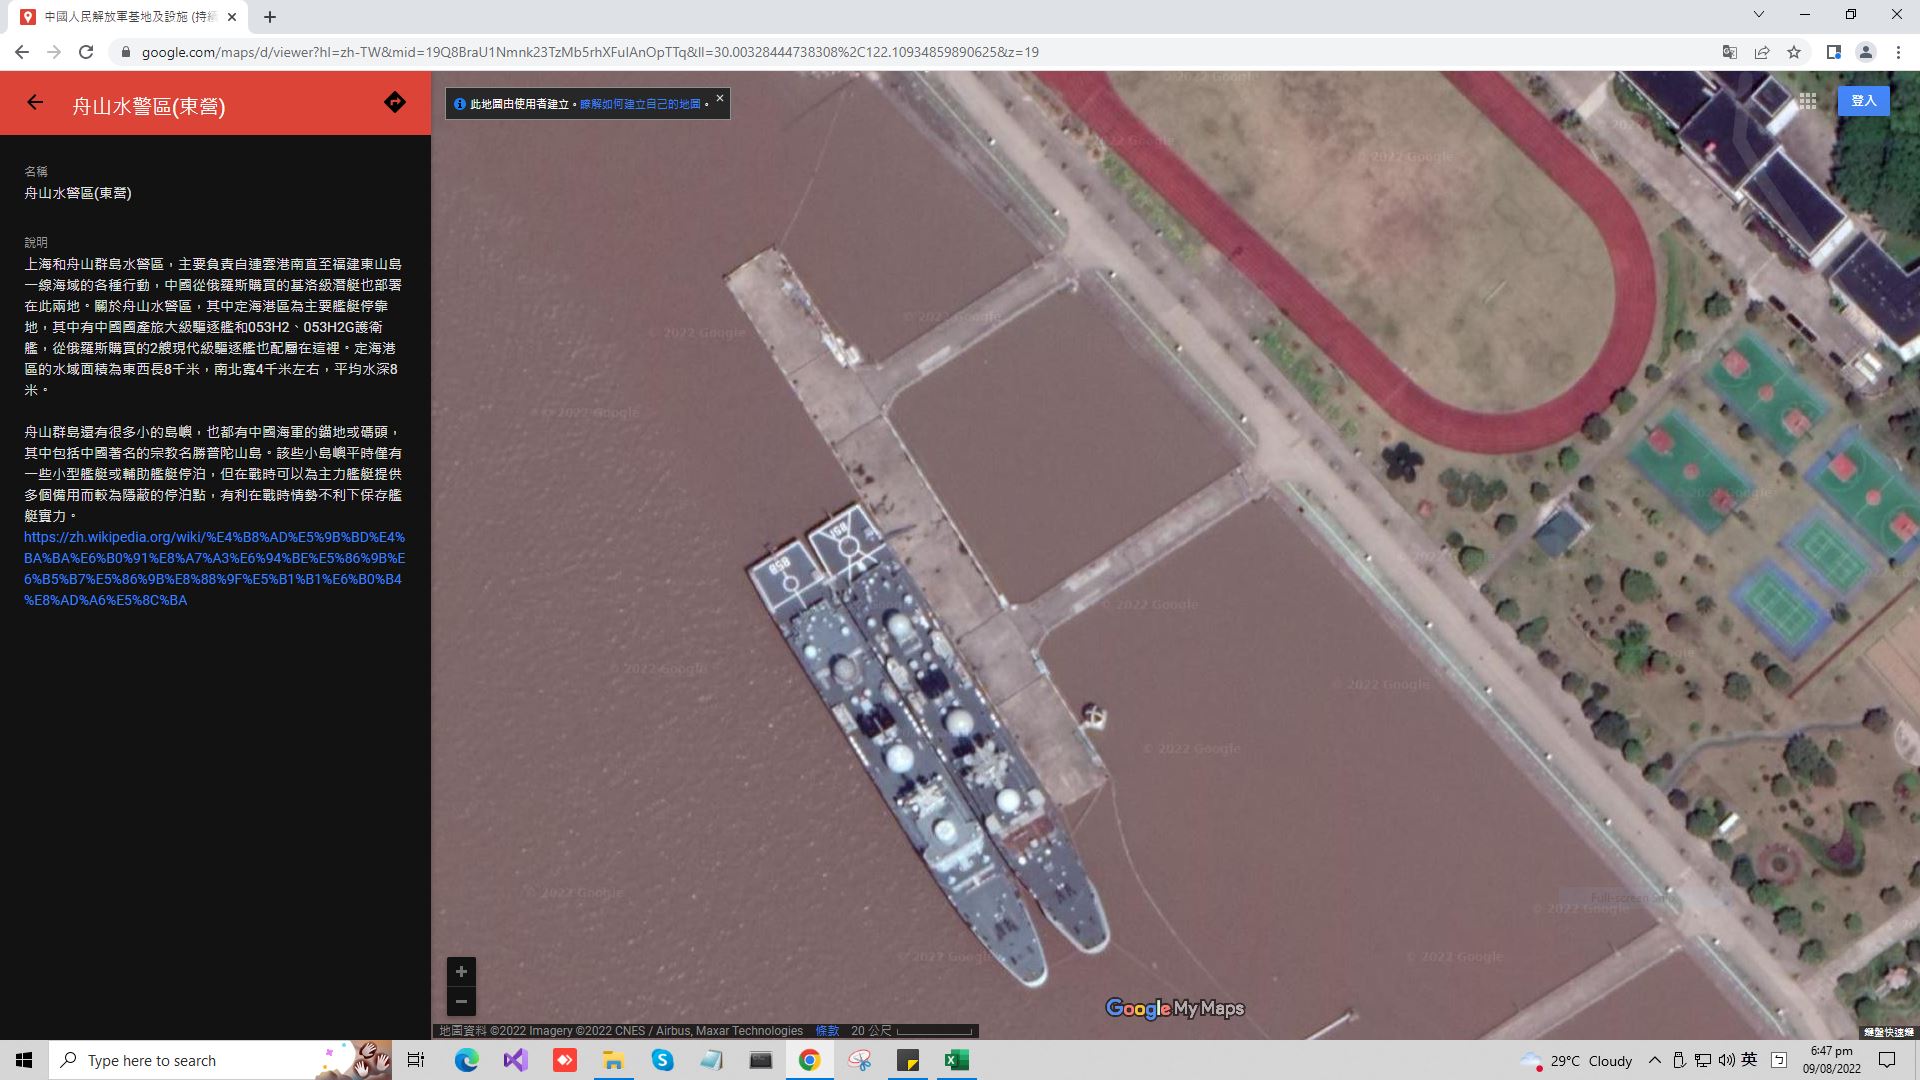 中國人民解放軍基地及設施 (持續
google.com/maps/d/viewer?hl=zh-TW&mid=19Q8BraU1Nmnk23TzMb5rhXFulAnOpTTq&ll=30.00328444738308%2C122.10934859890625&z=19
舟山水警區(東營)
此地圖由使用者建立。瞭解如何建立自己的地圖。
登入
名稱
舟山水警區(東營)
說明
上海和舟山群島水警區，主要負責自連雲港南直至福建東山島
一線海域的各種行動，中國從俄羅斯購買的基洛級潛艇也部署
在此兩地。關於舟山水警區，其中定海港區為主要艦艇停靠
地，其中有中國國產旅大級驅逐艦和053H2、053H2G護衛
艦，從俄羅斯購買的2艘現代級驅逐艦也配屬在這裡。定海港
區的水域面積為東西長8千米，南北寬4千米左右，平均水深8
米。
舟山群島還有很多小的島嶼，也都有中國海軍的錨地或碼頭，
其中包括中國著名的宗教名勝普陀山島。該些小島嶼平時僅有
一些小型艦艇或輔助艦艇停泊，但在戰時可以為主力艦艇提供
多個備用而較為隱蔽的停泊點，有利在戰時情勢不利下保存艦
艇實力。
https://zh.wikipedia.org/wiki/%E4%B8%AD%E5%9B%BD%E4%
BA%BA%E6%B0%91%E8%A7%A3%E6%94%BE%E5%86%9B%E
6%B5%B7%E5%86%9B%E8%88%9F%E5%B1%B1%E6%B0%B4
%E8%AD%A6%E5%8C%BA
851
858
© 2022 Google
Full-screen Snip
Google My Maps
地圖資料 ©2022 Imagery ©2022 CNES / Airbus, Maxar Technologies 條款 20 公尺
鍵盤快速鍵
Type here to search
29°C Cloudy
英
6:47 pm
09/08/2022